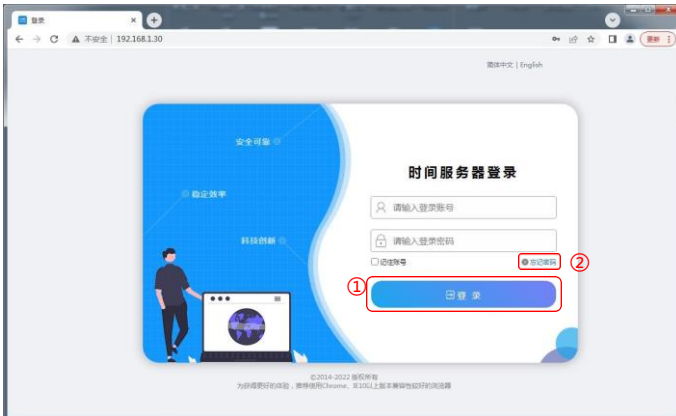 登录
不安全 | 192.168.1.30
更新
简体中文 | English
安全可靠
稳定效率
科技创新
时间服务器登录
请输入登录账号
请输入登录密码
记住账号
忘记密码
②
①
登 录
©2014-2022 版权所有
为获得更好的体验，推荐使用Chrome、IE10以上版本兼容性较好的浏览器